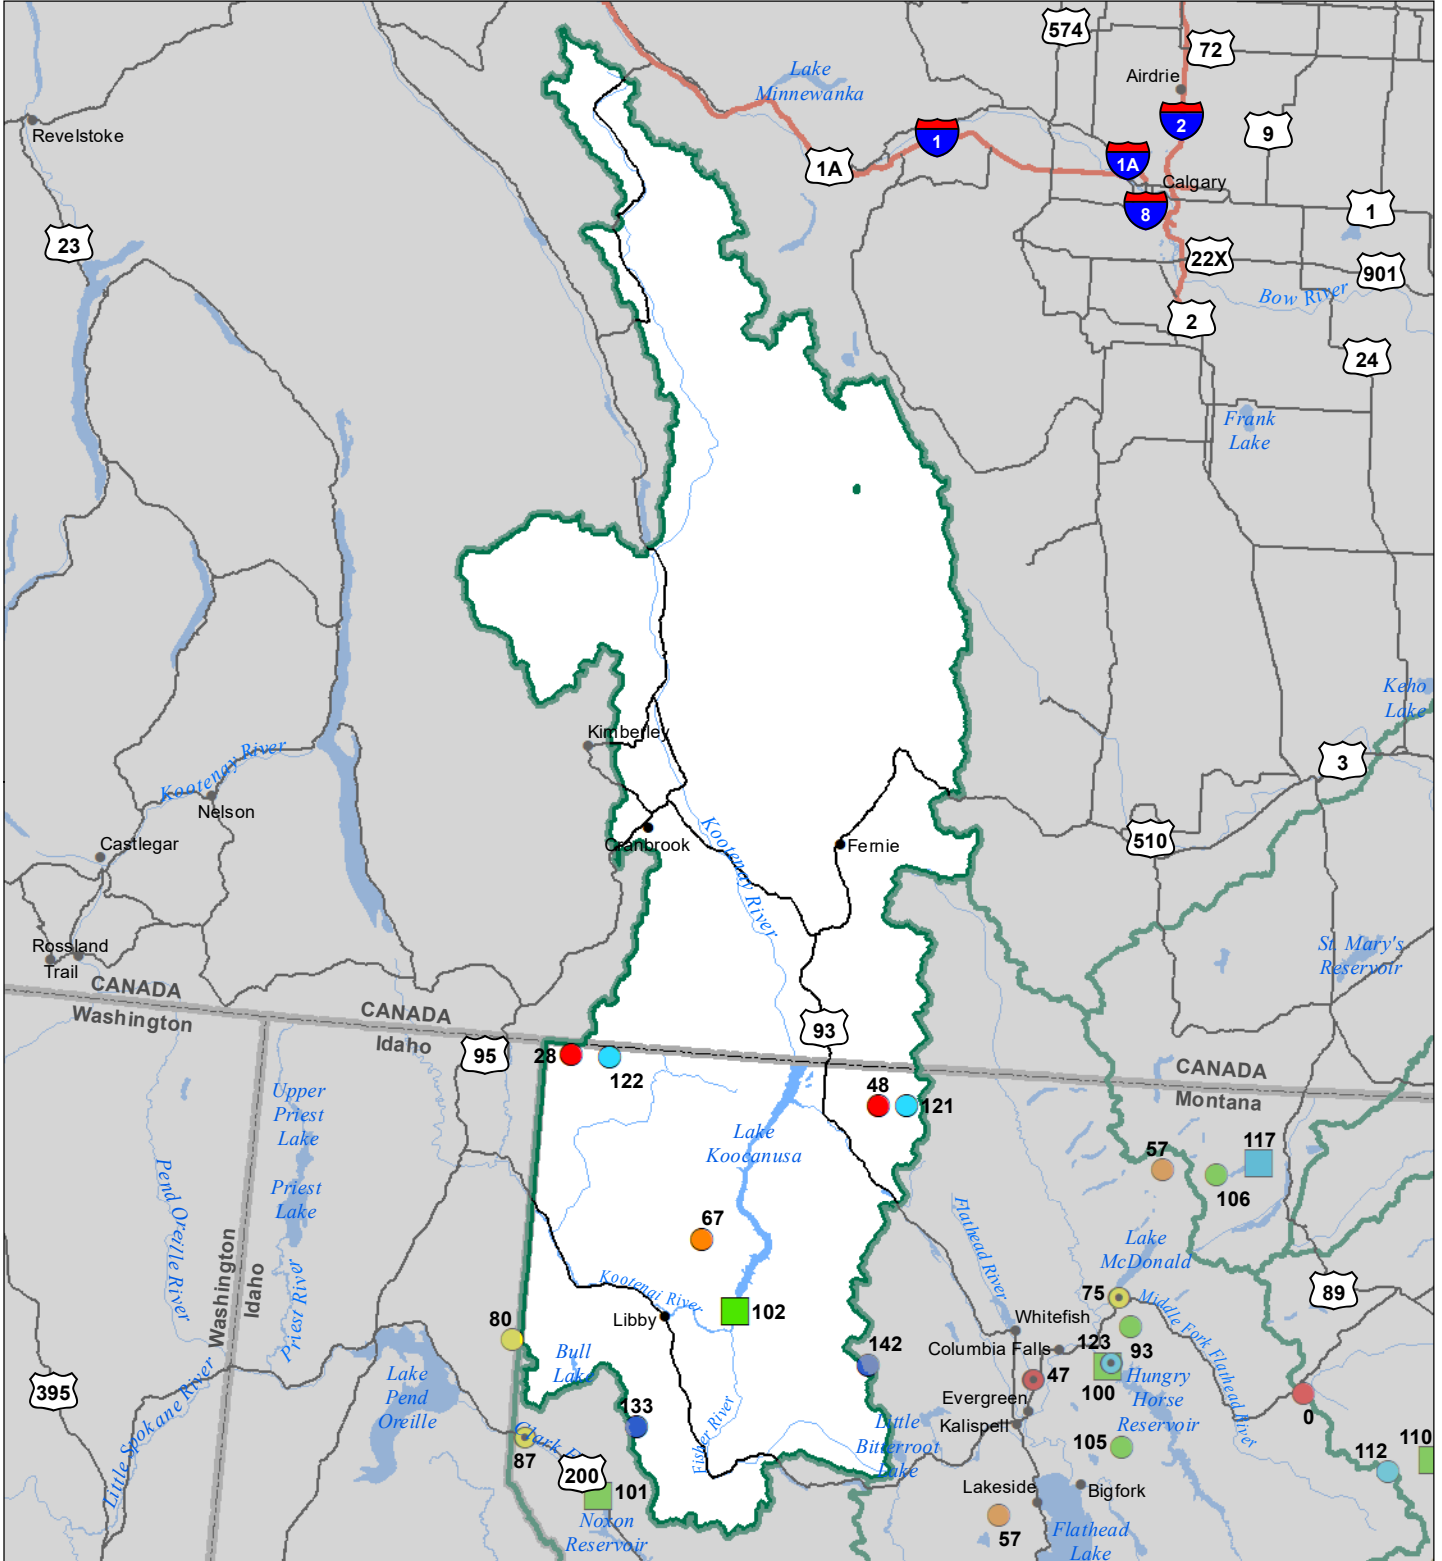 574
72
Airdrie
Lake
Minnewanka
2
9
Revelstoke
1
1A
1A
Calgary
8
1
23
22X
901
Bow River
2
24
Frank
Lake
Keho
Lake
Kimberley
Kootenay River
3
Nelson
Castlegar
Cranbrook
Kootenay River
Fernie
510
Rossland
Trail
St. Mary's
Reservoir
CANADA
Washington
CANADA
Idaho
93
95
28
122
CANADA
Montana
48
121
Upper
Priest
Lake
Lake
Koocanusa
57
117
106
Pend Oreille River
Priest
Lake
67
Flathead River
Lake
McDonald
Washington
Idaho
Priest River
Kootenai River
102
Libby
75
Middle Fork Flathead River
89
80
Whitefish
Columbia Falls
123
93
100
Bull
Lake
142
47
Hungry
Horse
Reservoir
395
Lake
Pend
Oreille
Evergreen
Kalispell
0
133
Little Spokane River
Fisher River
Little
Bitterroot
Lake
105
110
112
87
Clark F
200
101
Lakeside
Bigfork
Noxon
Reservoir
57
Flathead
Lake